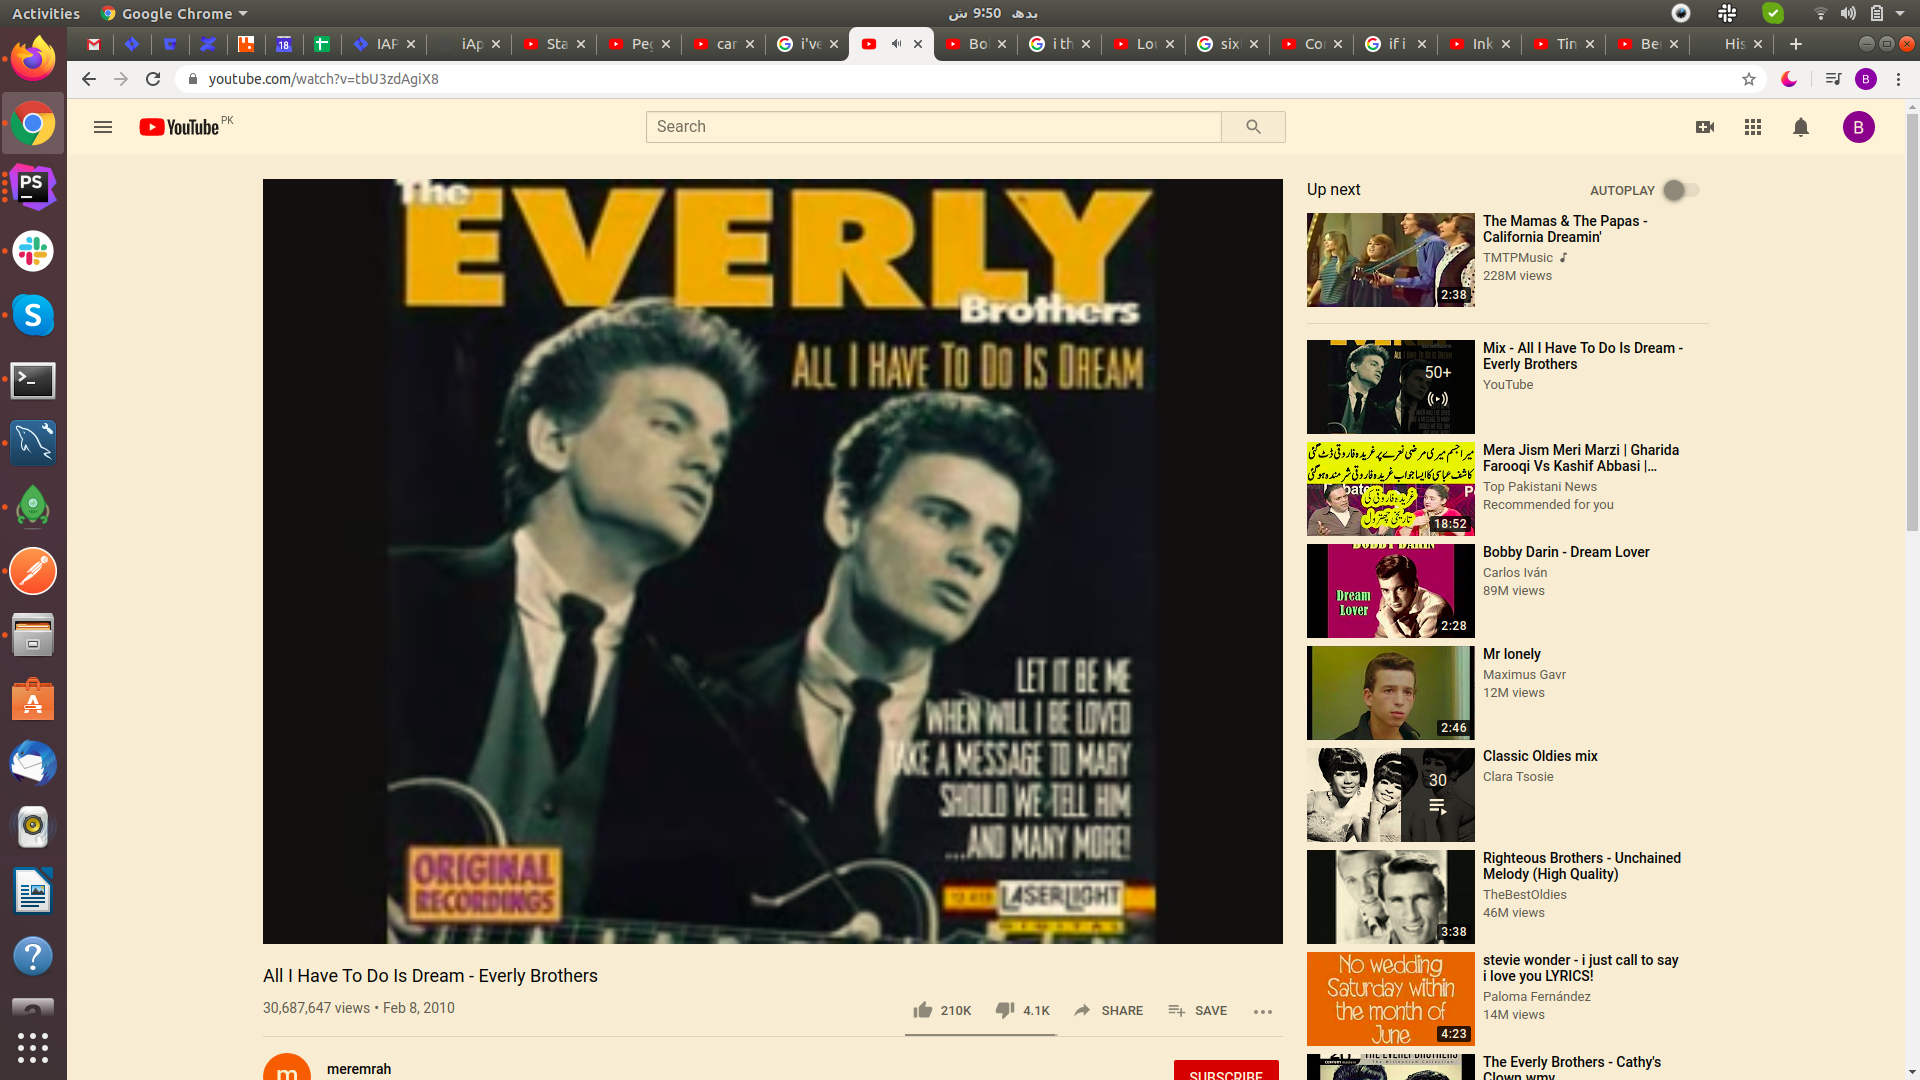 Activities
Google Chrome
بدھ 9:50 ش
18
IAP
iAp
Sta
Peg
car
i've
Bol
i th
Lou
six
Cor
if i
Ink
Tin
Ber
His
youtube.com/watch?v=tbU3zdAgiX8
B
YouTube PK
Search
B
The
EVERLY
Brothers
ALL I HAVE TO DO IS DREAM
LET IT BE ME
WHEN WILL I BE LOVED
TAKE A MESSAGE TO MARY
SHOULD WE TELL HIM
...AND MANY MORE!
ORIGINAL
RECORDINGS
LASERLIGHT
DIGITAL
All I Have To Do Is Dream - Everly Brothers
30,687,647 views • Feb 8, 2010
210K
4.1K
SHARE
SAVE
m
meremrah
SUBSCRIBE
Up next
AUTOPLAY
2:38
The Mamas & The Papas -
California Dreamin'
TMTPMusic
228M views
50+
Mix - All I Have To Do Is Dream -
Everly Brothers
YouTube
18:52
Mera Jism Meri Marzi | Gharida
Farooqi Vs Kashif Abbasi |...
Top Pakistani News
Recommended for you
Dream
Lover
2:28
Bobby Darin - Dream Lover
Carlos Iván
89M views
2:46
Mr lonely
Maximus Gavr
12M views
30
Classic Oldies mix
Clara Tsosie
3:38
Righteous Brothers - Unchained
Melody (High Quality)
TheBestOldies
46M views
No wedding
Saturday within
the month of
June
4:23
stevie wonder - i just call to say
i love you LYRICS!
Paloma Fernández
14M views
The Everly Brothers - Cathy's
Clown.wmv
PS
S